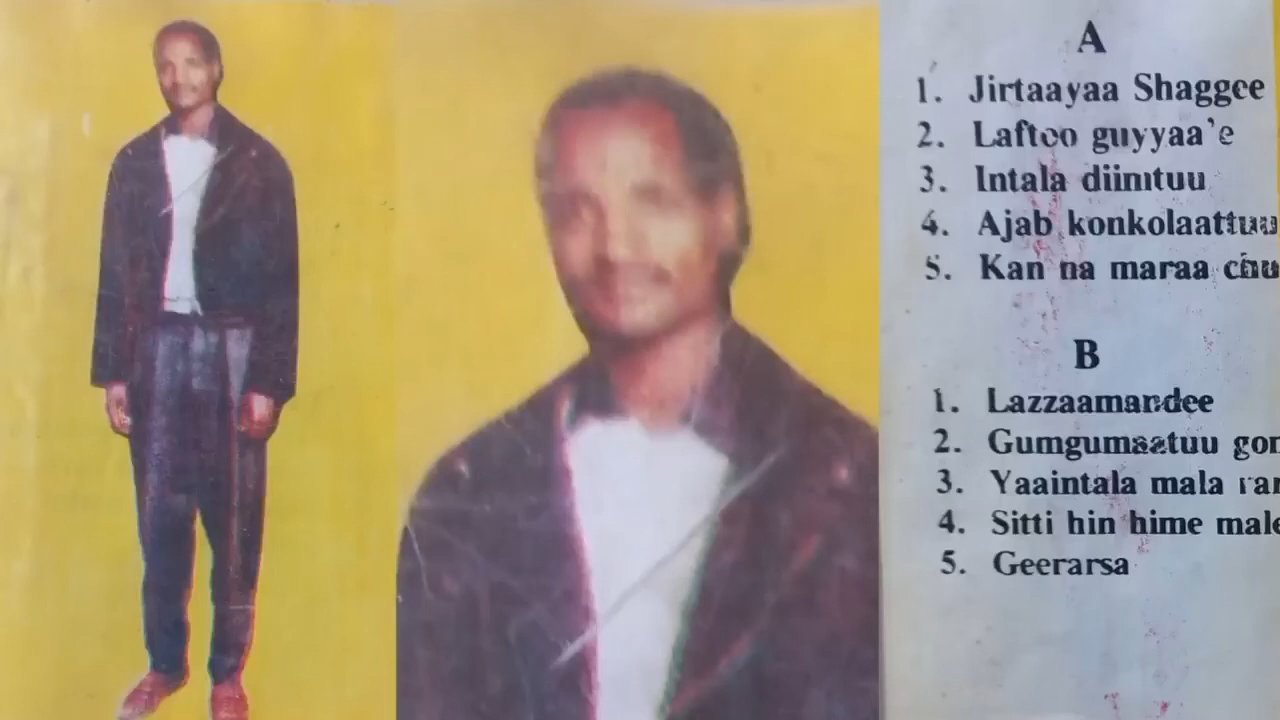 A
1. Jirtaayaa Shaggee
2. Laftoo guyyaa'e
3. Intala diinituu
4. Ajab konkolaattuu
5. Kan na maraa
B
1. Lazzaamandee
2. Gumgumaatuu
3. Yaaintala mala
4. Sitti hin hime male
5. Geerarsa